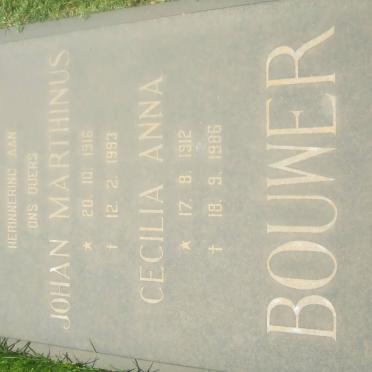 HERINNERING AAN
ONS OUERS
JOHAN MARTHINUS
★ 20. 10. 1916
† 12. 2. 1993
CECILIA ANNA
★ 17. 8. 1912
† 18. 9. 1986
BOUWER